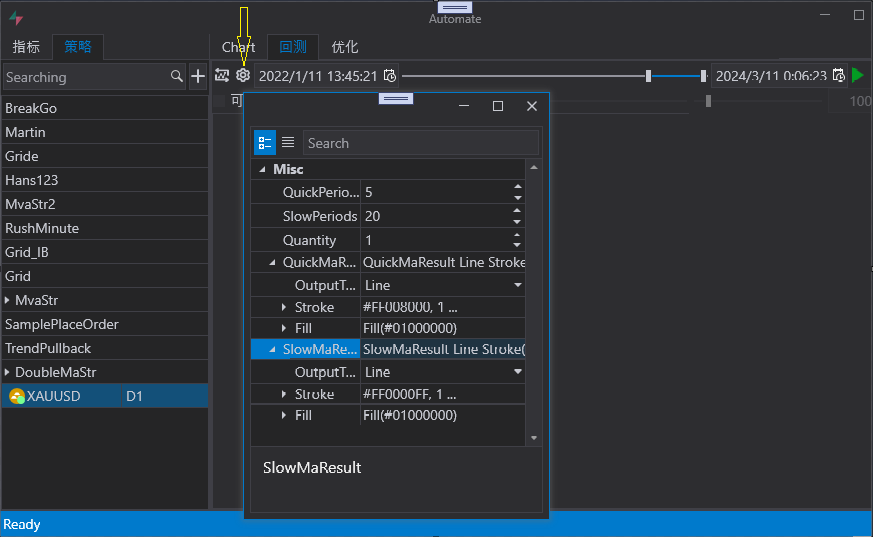 Automate
指标 策略 Chart 回测 优化
Searching 2022/1/11 13:45:21 2024/3/11 0:06:23
可 100
BreakGo
Martin
Gride
Hans123
MvaStr2
RushMinute
Grid_IB
Grid
MvaStr
SamplePlaceOrder
TrendPullback
DoubleMaStr
XAUUSD D1
Search
Misc
QuickPerio... 5
SlowPeriods 20
Quantity 1
QuickMaR... QuickMaResult Line Stroke
OutputT... Line
Stroke #FF008000, 1 ...
Fill Fill(#01000000)
SlowMaRe... SlowMaResult Line Stroke(
OutputT... Line
Stroke #FF0000FF, 1 ...
Fill Fill(#01000000)
SlowMaResult
Ready